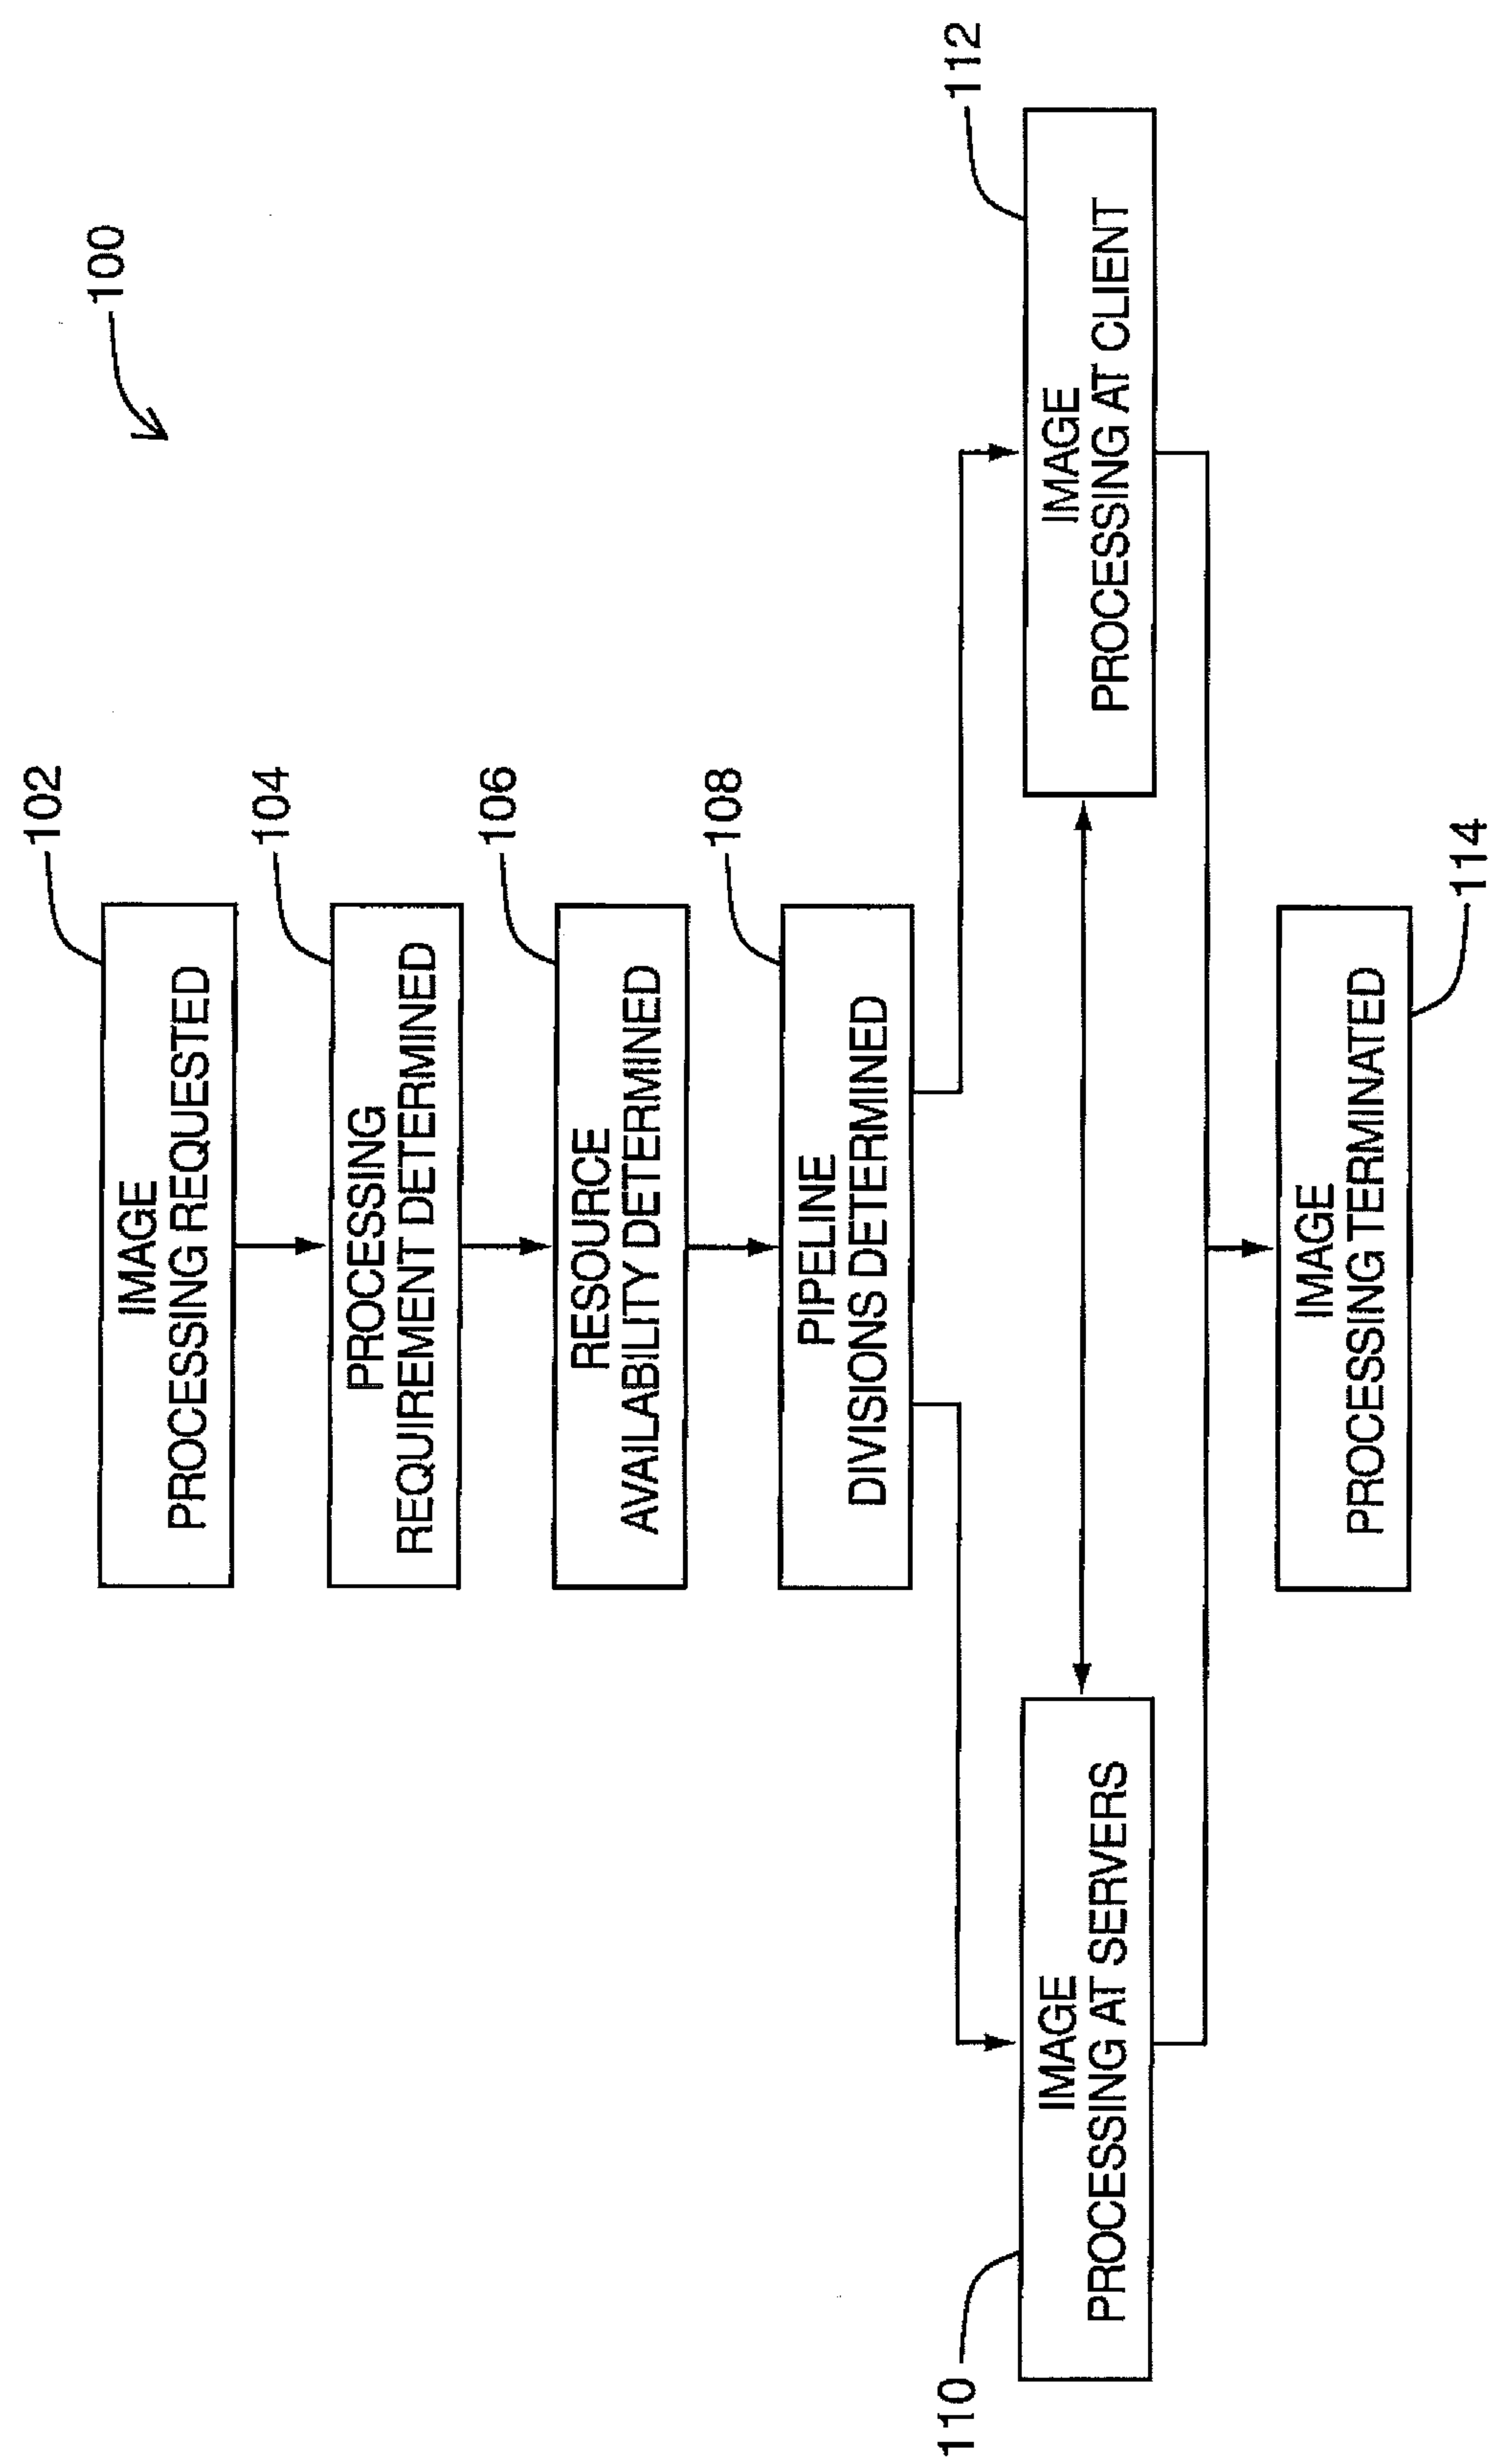 100
102
IMAGE
PROCESSING REQUESTED
104
PROCESSING
REQUIREMENT DETERMINED
106
RESOURCE
AVAILABILITY DETERMINED
108
PIPELINE
DIVISIONS DETERMINED
110
IMAGE
PROCESSING AT SERVERS
112
IMAGE
PROCESSING AT CLIENT
IMAGE
PROCESSING TERMINATED
114